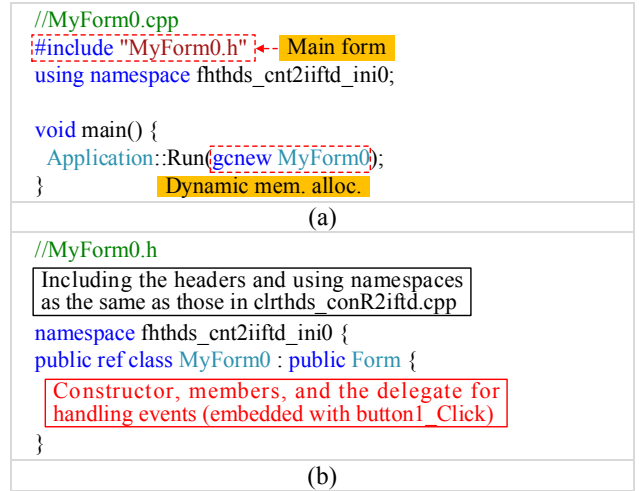 //MyForm0.cpp
#include "MyForm0.h" Main form
using namespace fhthds_cnt2iiftd_ini0;
void main() {
Application::Run(gcnew MyForm0);
} Dynamic mem. alloc.
(a)
//MyForm0.h
Including the headers and using namespaces
as the same as those in clrthds_conR2iftd.cpp
namespace fhthds_cnt2iiftd_ini0 {
public ref class MyForm0 : public Form {
Constructor, members, and the delegate for
handling events (embedded with button1_Click)
}
(b)